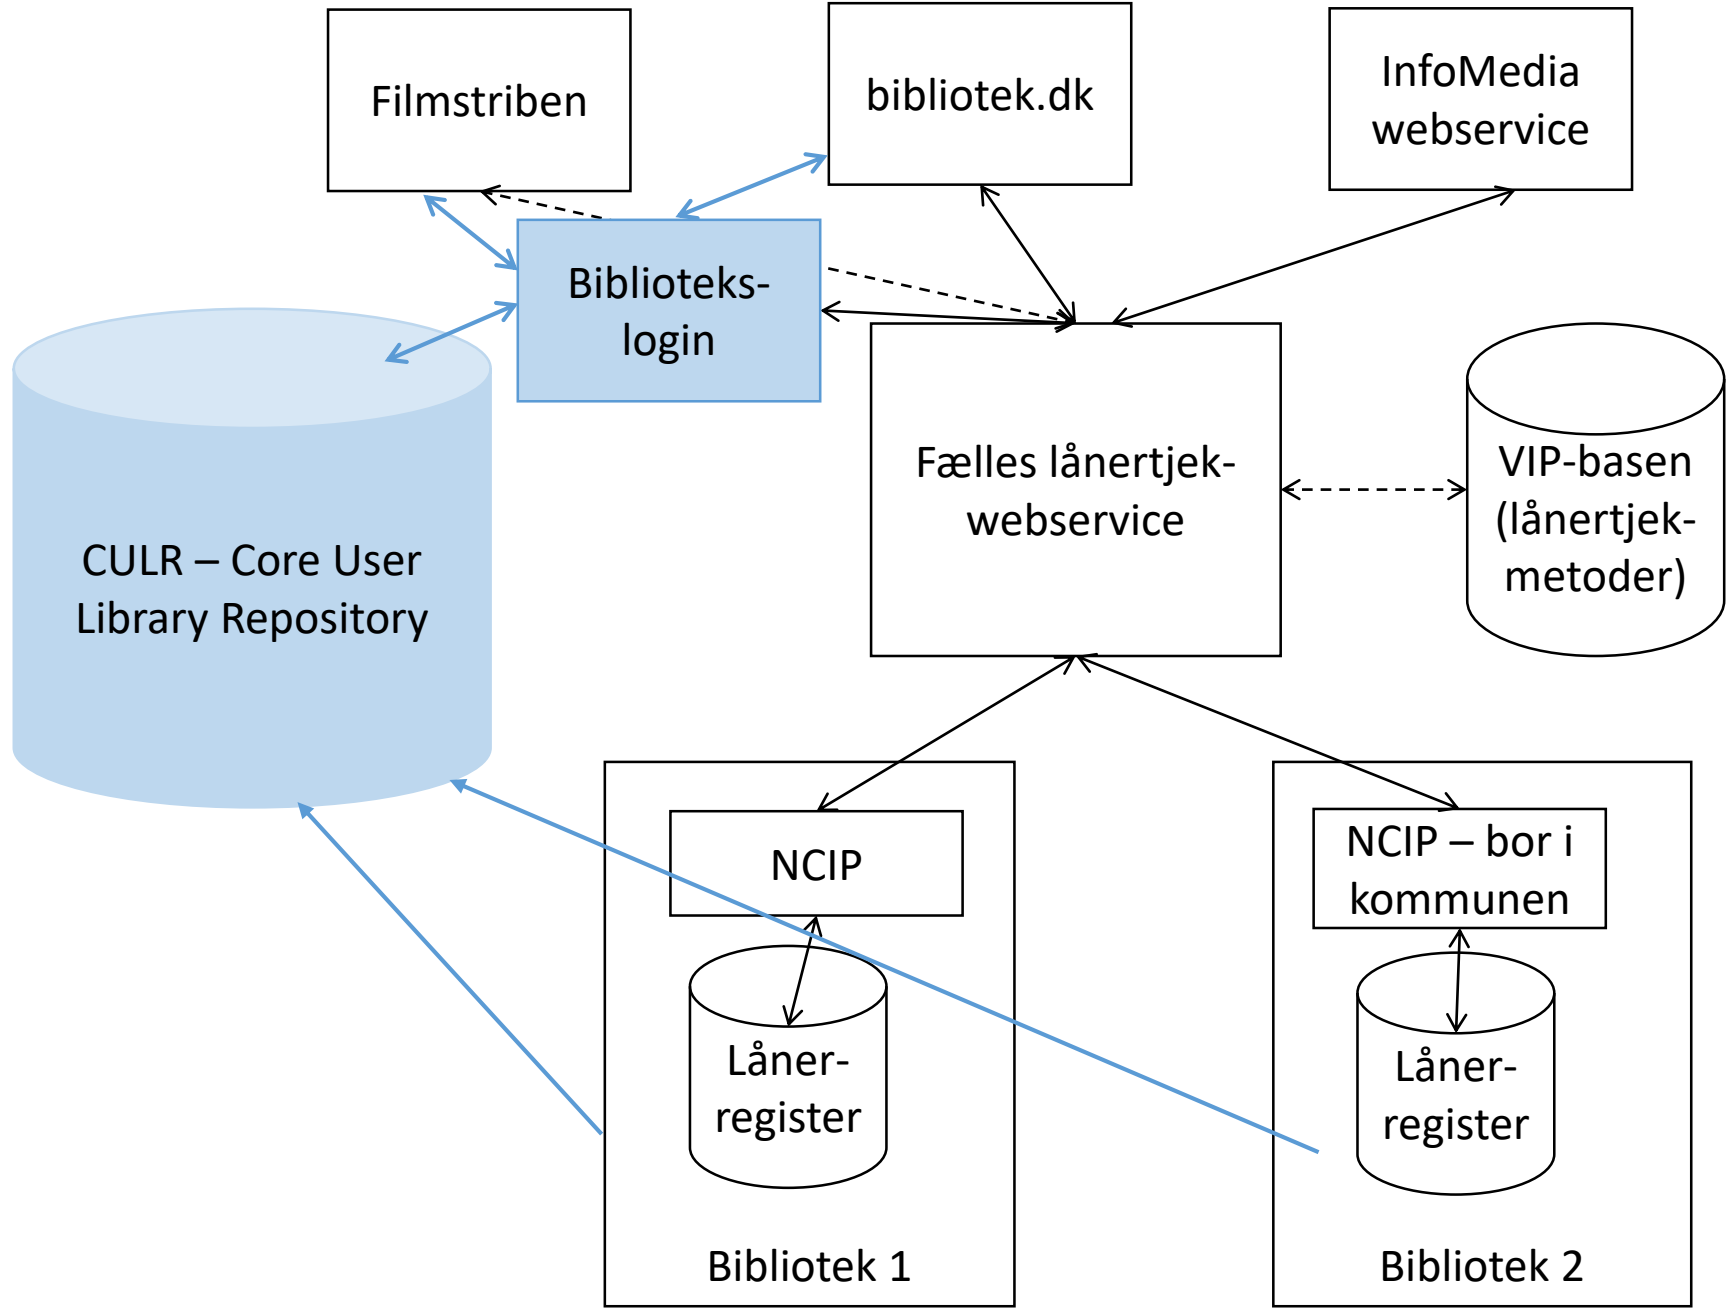 Filmstriben
bibliotek.dk
InfoMedia
webservice
Biblioteks-
login
Fælles lånertjek-
webservice
VIP-basen
(lånertjek-
metoder)
CULR – Core User
Library Repository
NCIP
Låner-
register
Bibliotek 1
NCIP – bor i
kommunen
Låner-
register
Bibliotek 2